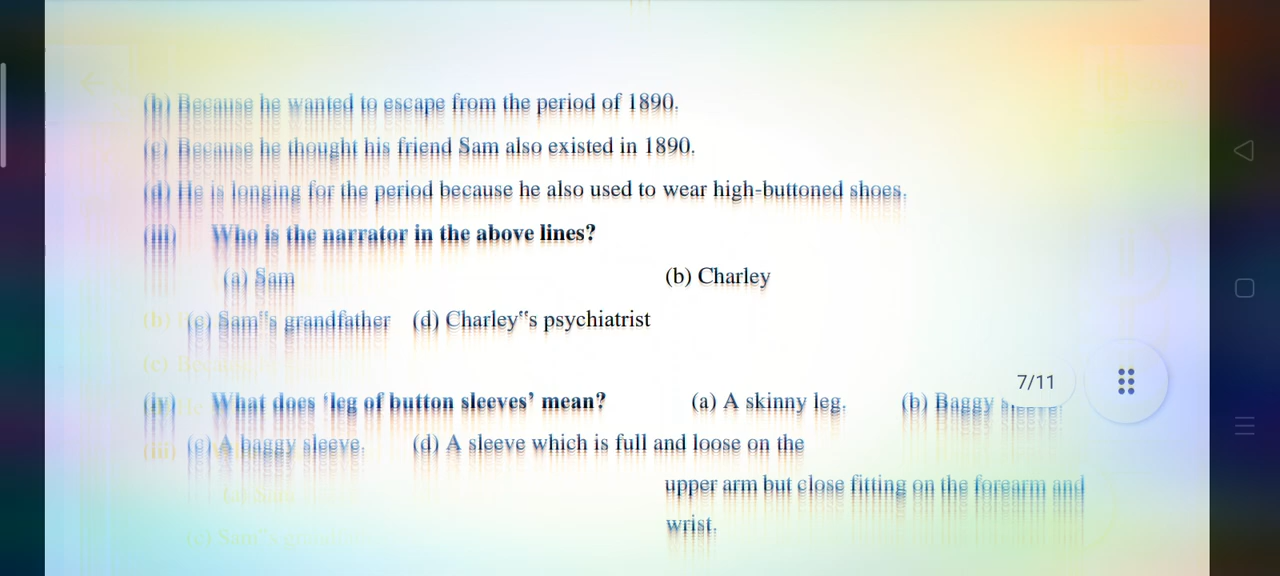 (b) Because he wanted to escape from the period of 1890.
(c) Because he thought his friend Sam also existed in 1890.
(d) He is longing for the period because he also used to wear high-buttoned shoes.
(iii) Who is the narrator in the above lines?
(a) Sam (b) Charley
(c) Sam‟s grandfather (d) Charley‟s psychiatrist
7/11
(iv) What does 'leg of button sleeves' mean? (a) A skinny leg. (b) Baggy sleeve.
(c) A baggy sleeve. (d) A sleeve which is full and loose on the
upper arm but close fitting on the forearm and
wrist.